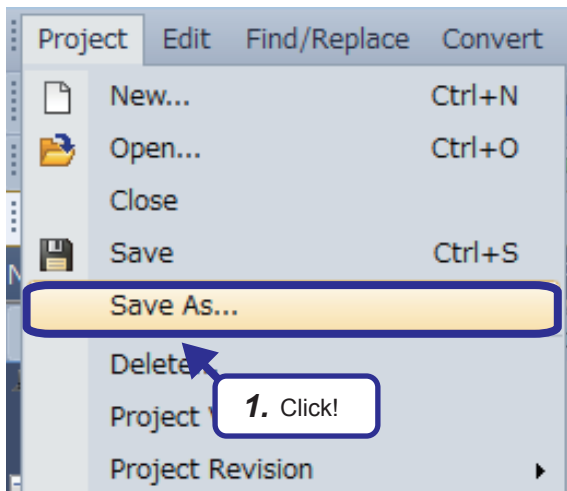 Project Edit Find/Replace Convert
New... Ctrl+N
Open... Ctrl+O
Close
Save Ctrl+S
Save As...
Delete..
1. Click!
Project
Project Revision